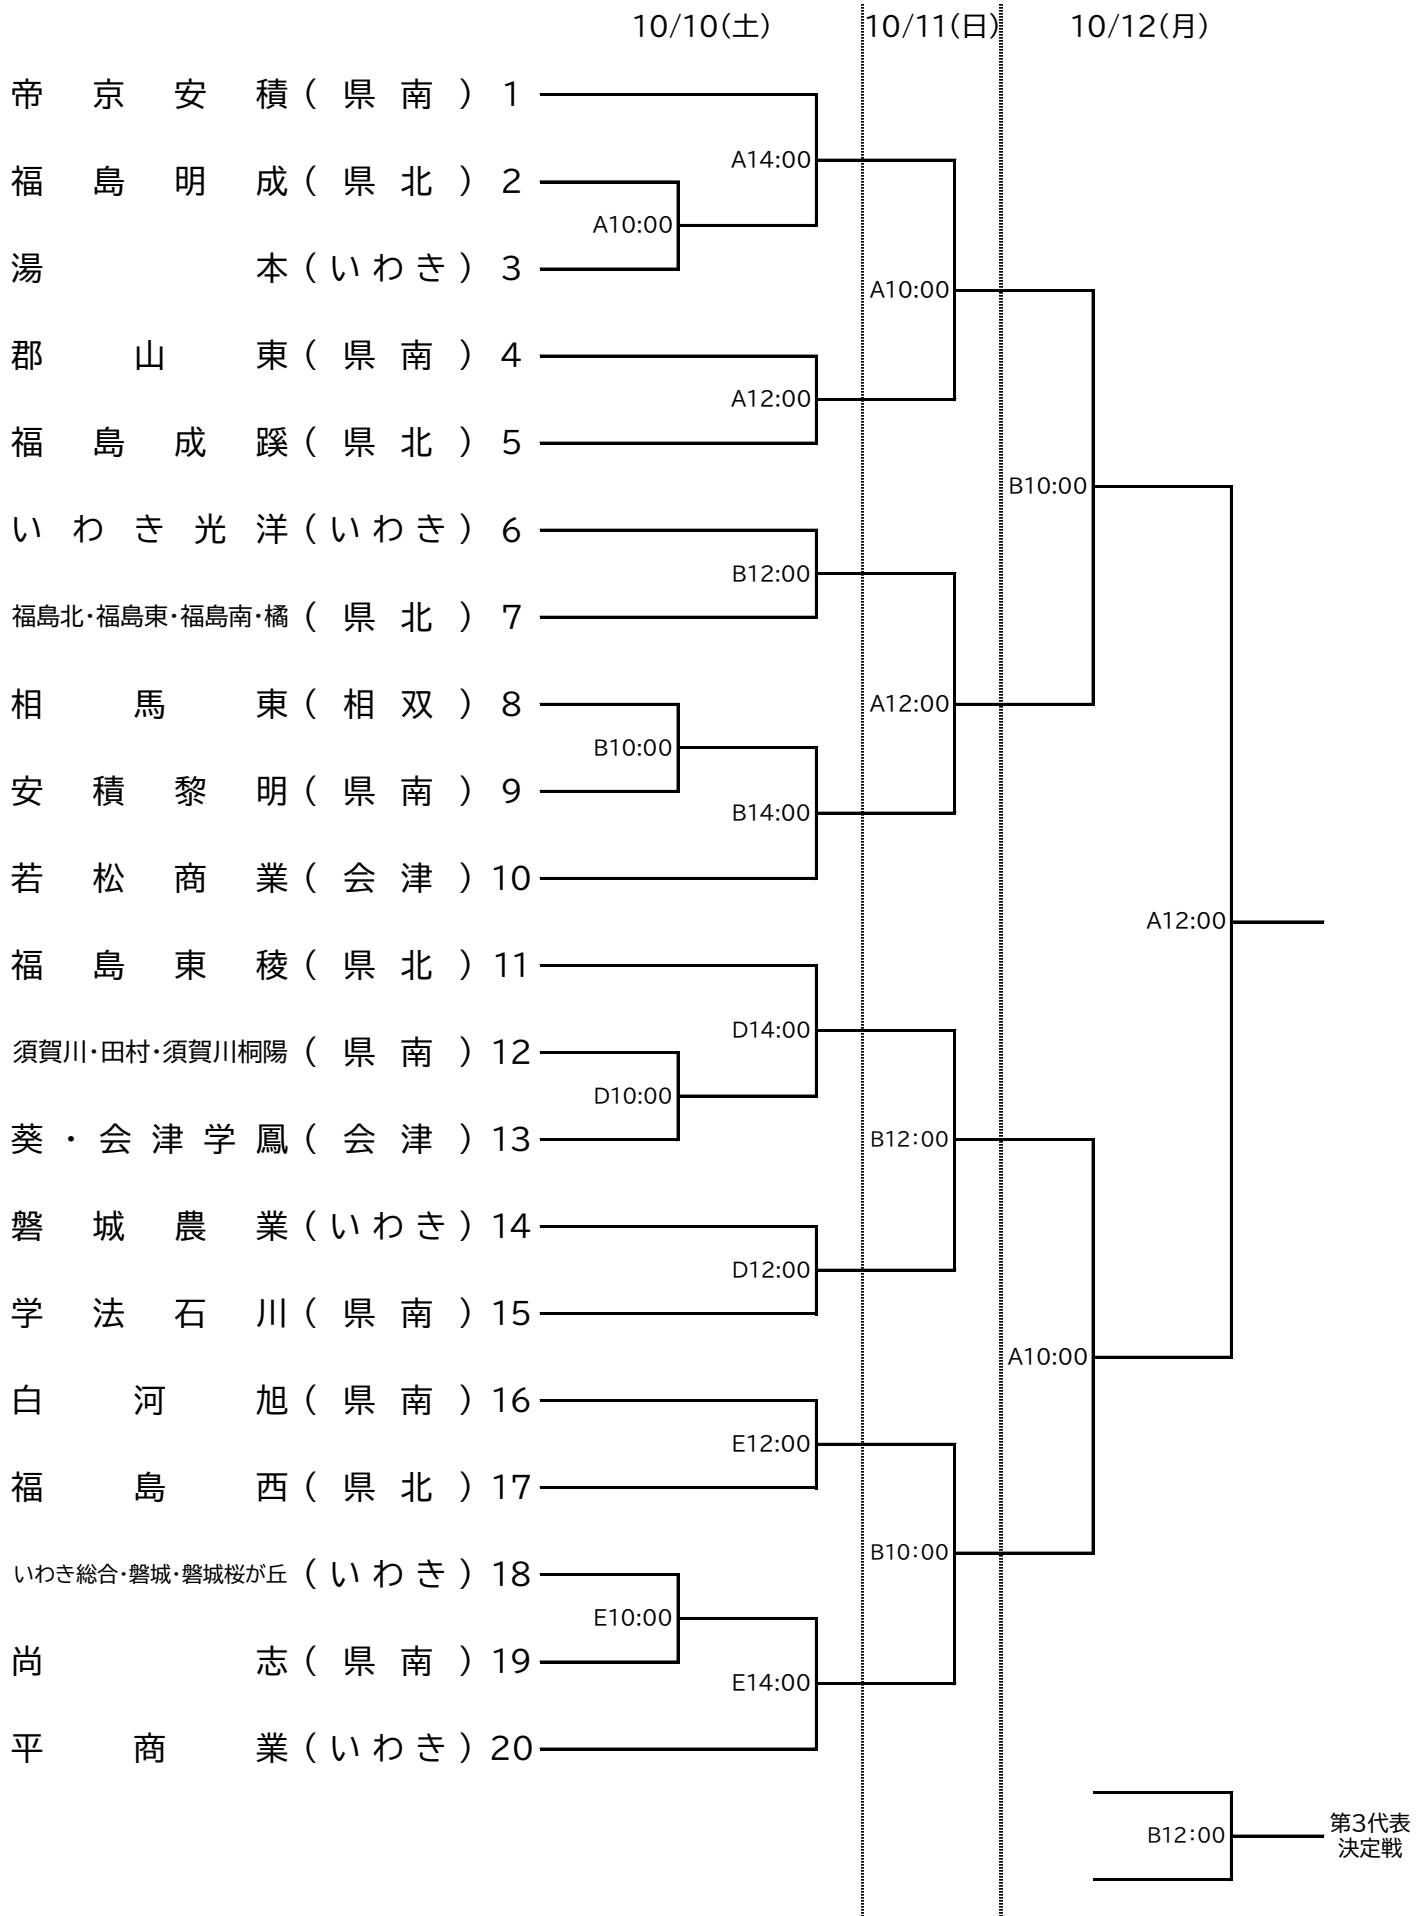 10/10(土) 10/11(日) 10/12(月)
帝京安積(県南) 1
A14:00
福島明成(県北) 2
A10:00
湯本(いわき) 3
A10:00
郡山東(県南) 4
A12:00
福島成蹊(県北) 5
B10:00
いわき光洋(いわき) 6
B12:00
福島北・福島東・福島南・橘(県北) 7
相馬東(相双) 8
A12:00
B10:00
安積黎明(県南) 9
B14:00
若松商業(会津) 10
A12:00
福島東稜(県北) 11
D14:00
須賀川・田村・須賀川桐陽(県南) 12
D10:00
葵・会津学鳳(会津) 13
B12:00
磐城農業(いわき) 14
D12:00
学法石川(県南) 15
A10:00
白河旭(県南) 16
E12:00
福島西(県北) 17
B10:00
いわき総合・磐城・磐城桜が丘(いわき) 18
E10:00
尚志(県南) 19
E14:00
平商業(いわき) 20
B12:00
第3代表
決定戦